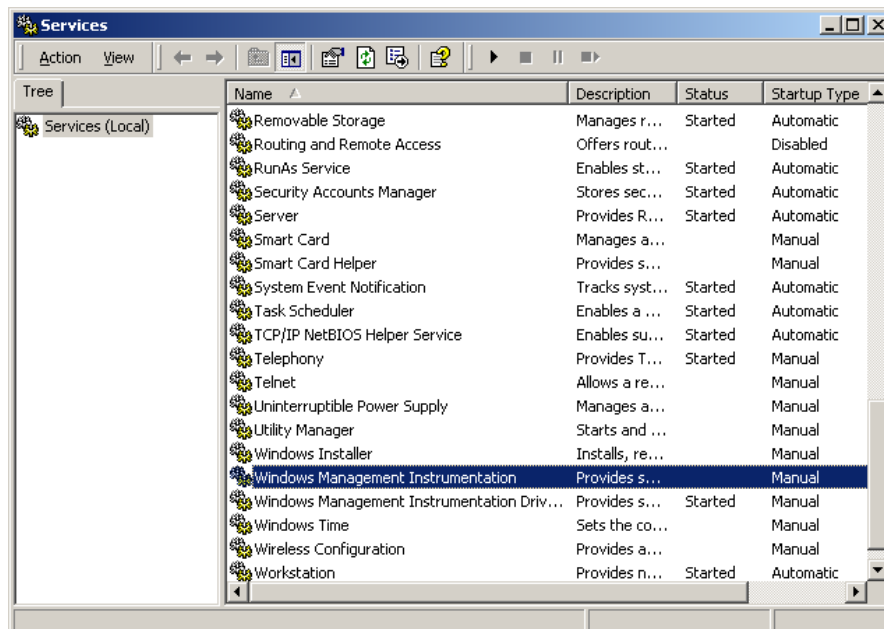 Services
Action View
Tree
Name Description Status Startup Type
Services (Local)
Removable Storage Manages r... Started Automatic
Routing and Remote Access Offers rout... Disabled
RunAs Service Enables st... Started Automatic
Security Accounts Manager Stores sec... Started Automatic
Server Provides R... Started Automatic
Smart Card Manages a... Manual
Smart Card Helper Provides s... Manual
System Event Notification Tracks syst... Started Automatic
Task Scheduler Enables a ... Started Automatic
TCP/IP NetBIOS Helper Service Enables su... Started Automatic
Telephony Provides T... Started Manual
Telnet Allows a re... Manual
Uninterruptible Power Supply Manages a... Manual
Utility Manager Starts and ... Manual
Windows Installer Installs, re... Manual
Windows Management Instrumentation Provides s... Manual
Windows Management Instrumentation Driv... Provides s... Started Manual
Windows Time Sets the co... Manual
Wireless Configuration Provides a... Manual
Workstation Provides n... Started Automatic